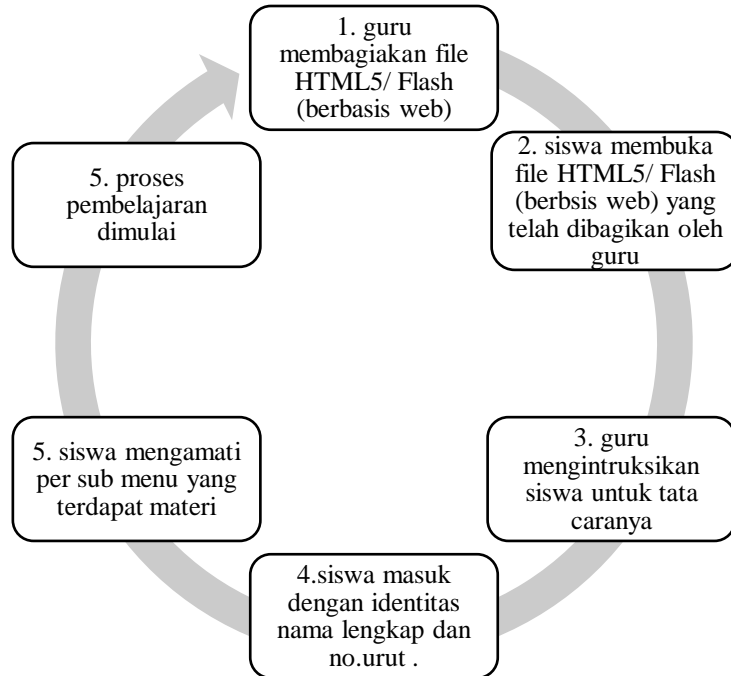 1. guru
membagiakan file
HTML5/ Flash
(berbasis web)
2. siswa membuka
file HTML5/ Flash
(berbsis web) yang
telah dibagikan oleh
guru
3. guru
mengintruksikan
siswa untuk tata
caranya
4.siswa masuk
dengan identitas
nama lengkap dan
no.urut .
5. siswa mengamati
per sub menu yang
terdapat materi
5. proses
pembelajaran
dimulai